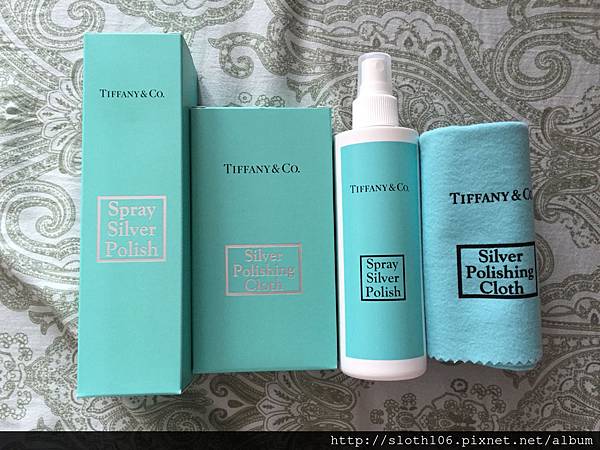 TIFFANY & CO.
Spray
Silver
Polish
TIFFANY & CO.
Silver
Polishing
Cloth
TIFFANY & CO.
Spray
Silver
Polish
TIFFANY & CO.
Silver
Polishing
Cloth
http://sloth106.pixnet.net/album